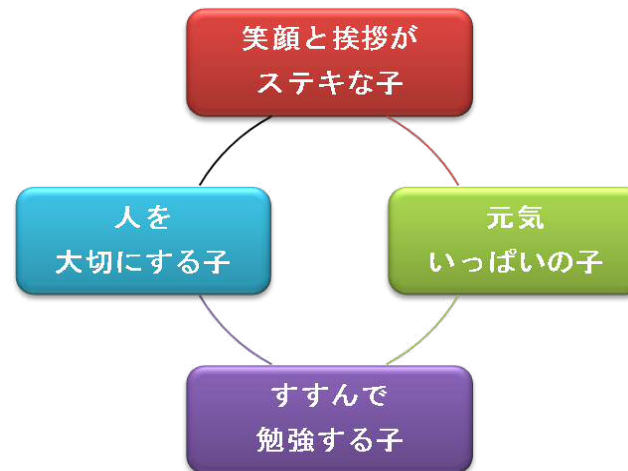 笑顔と挨拶が
ステキな子
元気
いっぱいの子
すすんで
勉強する子
人を
大切にする子